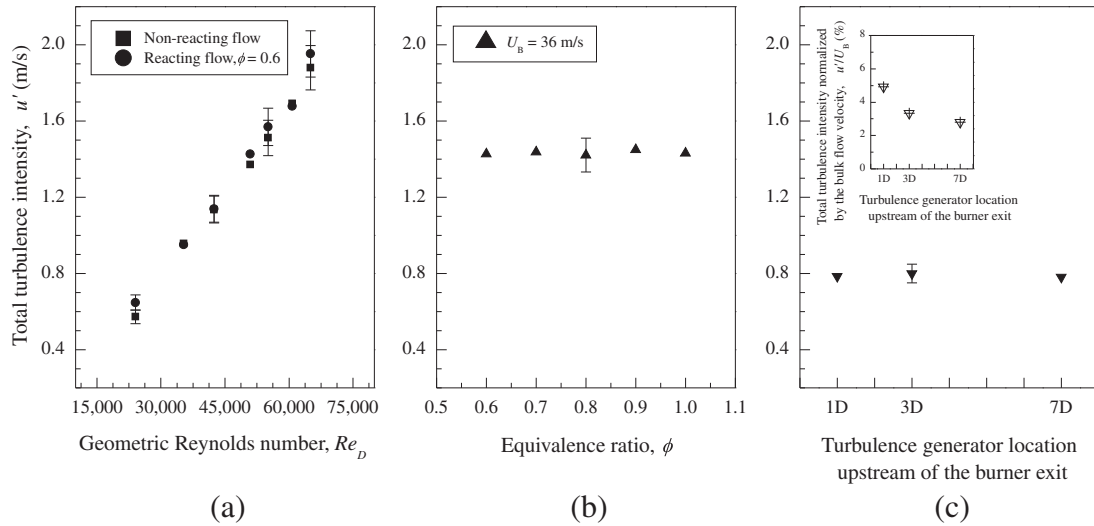 Total turbulence intensity, u' (m/s)
2.0
1.6
1.2
0.8
0.4
Non-reacting flow
Reacting flow,ϕ = 0.6
15,000 30,000 45,000 60,000 75,000
Geometric Reynolds number, Re_D
(a)
2.0
1.6
1.2
0.8
0.4
U_B = 36 m/s
0.5 0.6 0.7 0.8 0.9 1.0 1.1
Equivalence ratio, ϕ
(b)
2.0
1.6
1.2
0.8
0.4
Total turbulence intensity normalized
by the bulk flow velocity, u'/U_B (%)
8
6
4
2
0
1D 3D 7D
Turbulence generator location
upstream of the burner exit
1D 3D 7D
Turbulence generator location
upstream of the burner exit
(c)